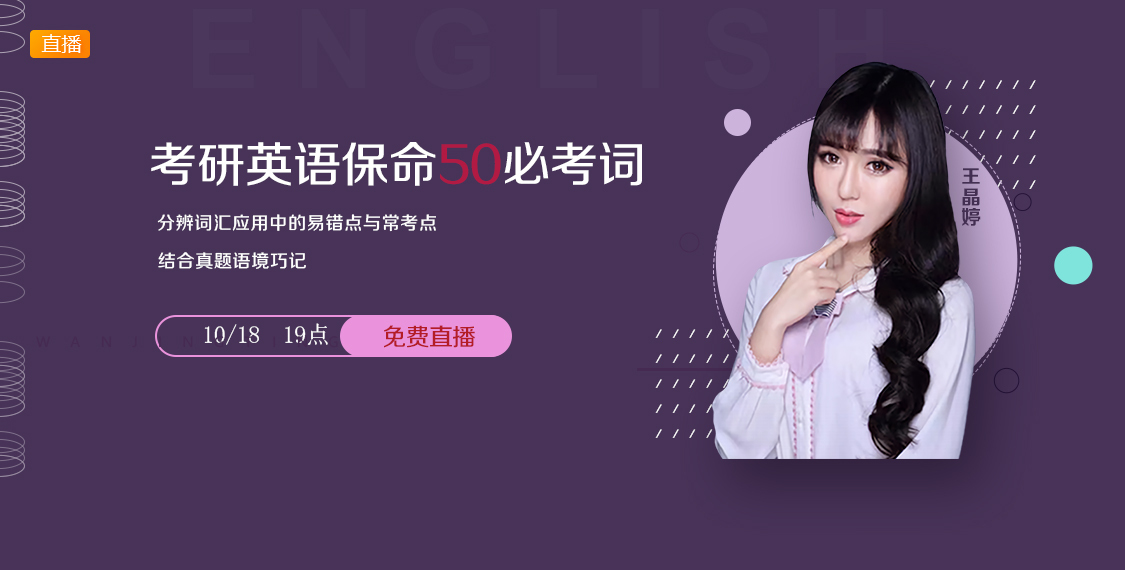 ENGLISH
直播
考研英语保命50必考词
分辨词汇应用中的易错点与常考点
结合真题语境巧记
10/18 19点 免费直播
王晶婷